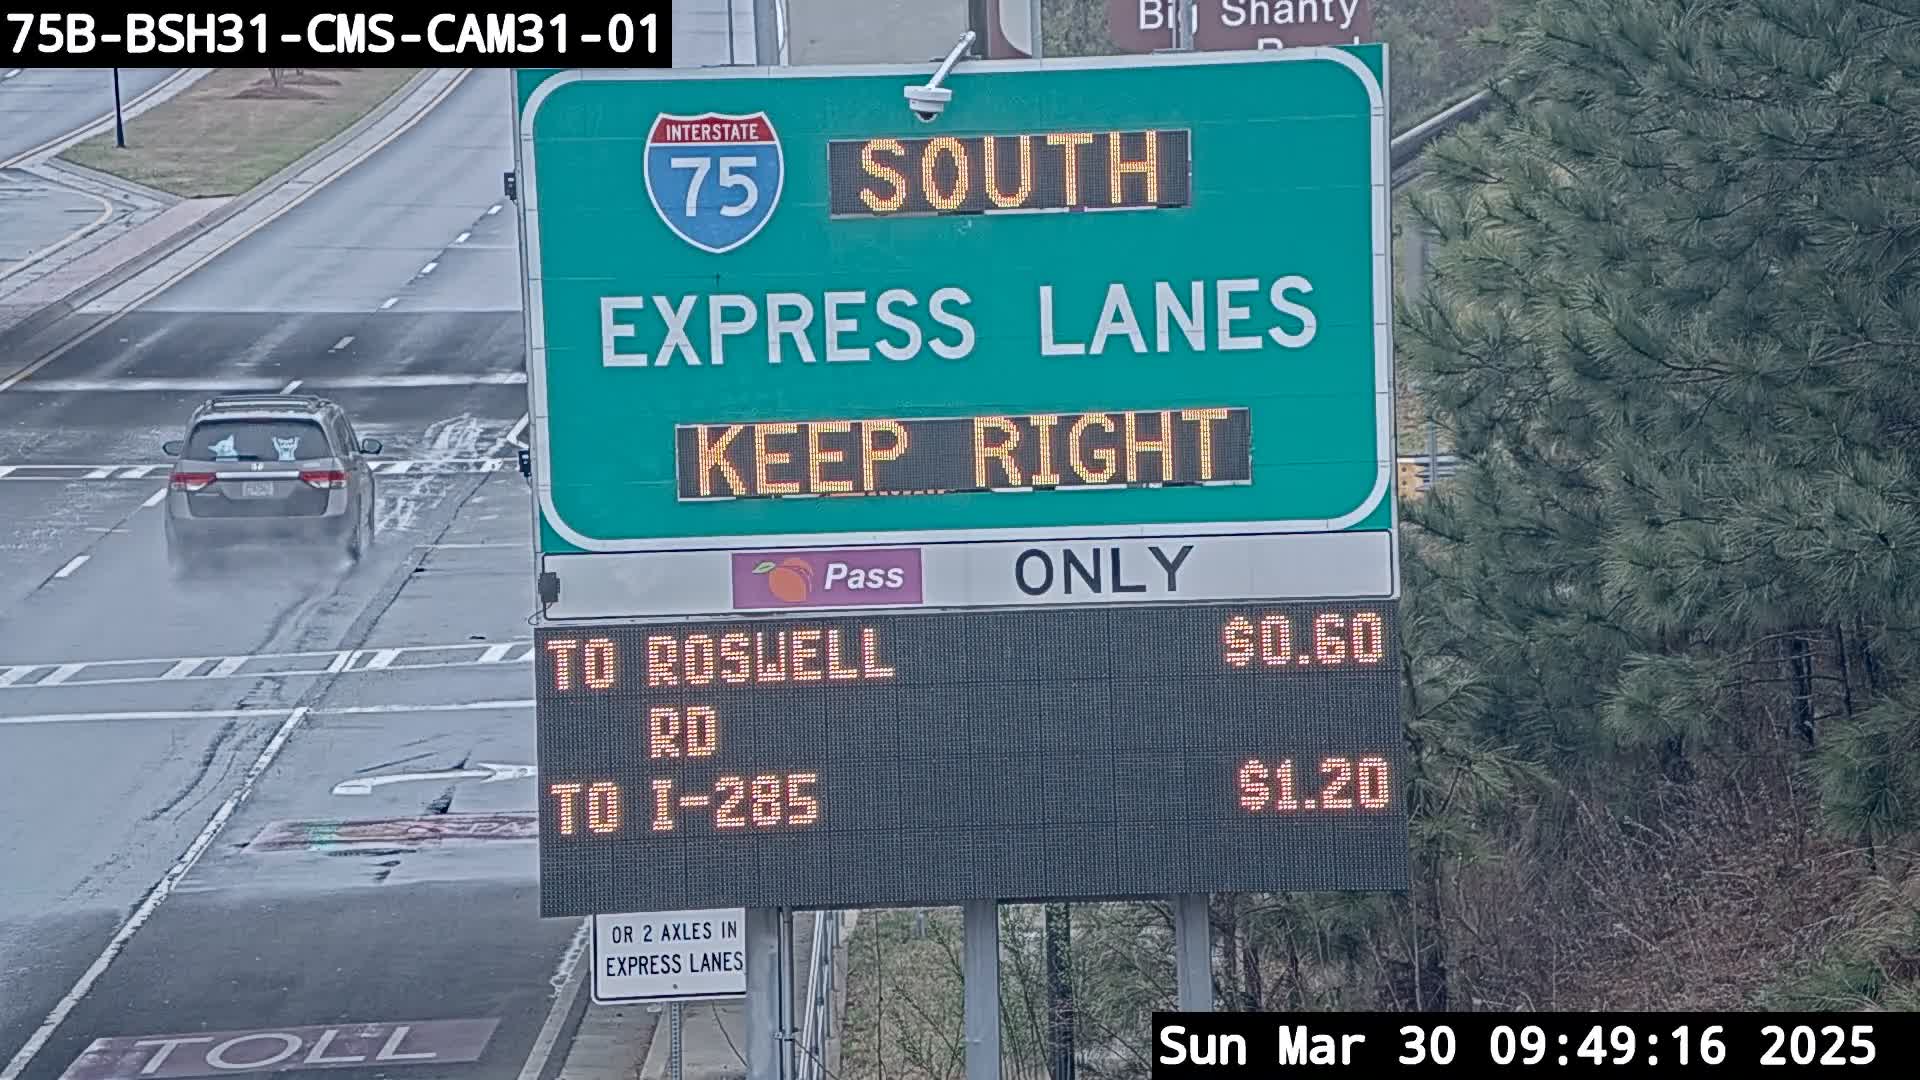 75B-BSH31-CMS-CAM31-01
Big Shanty
INTERSTATE
75
SOUTH
EXPRESS LANES
KEEP RIGHT
Pass ONLY
TO ROSWELL $0.60
RD
TO I-285 $1.20
OR 2 AXLES IN
EXPRESS LANES
TOLL
Sun Mar 30 09:49:16 2025